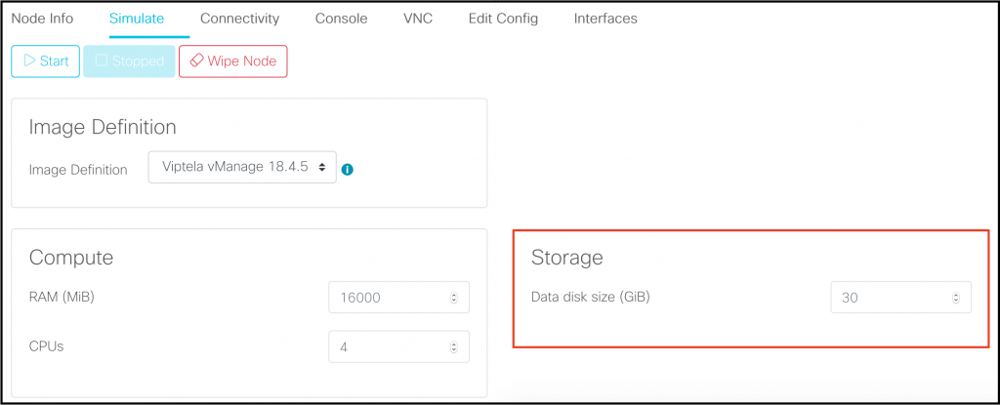 Node Info Simulate Connectivity Console VNC Edit Config Interfaces
Start Stopped Wipe Node
Image Definition
Image Definition Viptela vManage 18.4.5
Compute
RAM (MiB) 16000
CPUs 4
Storage
Data disk size (GiB) 30